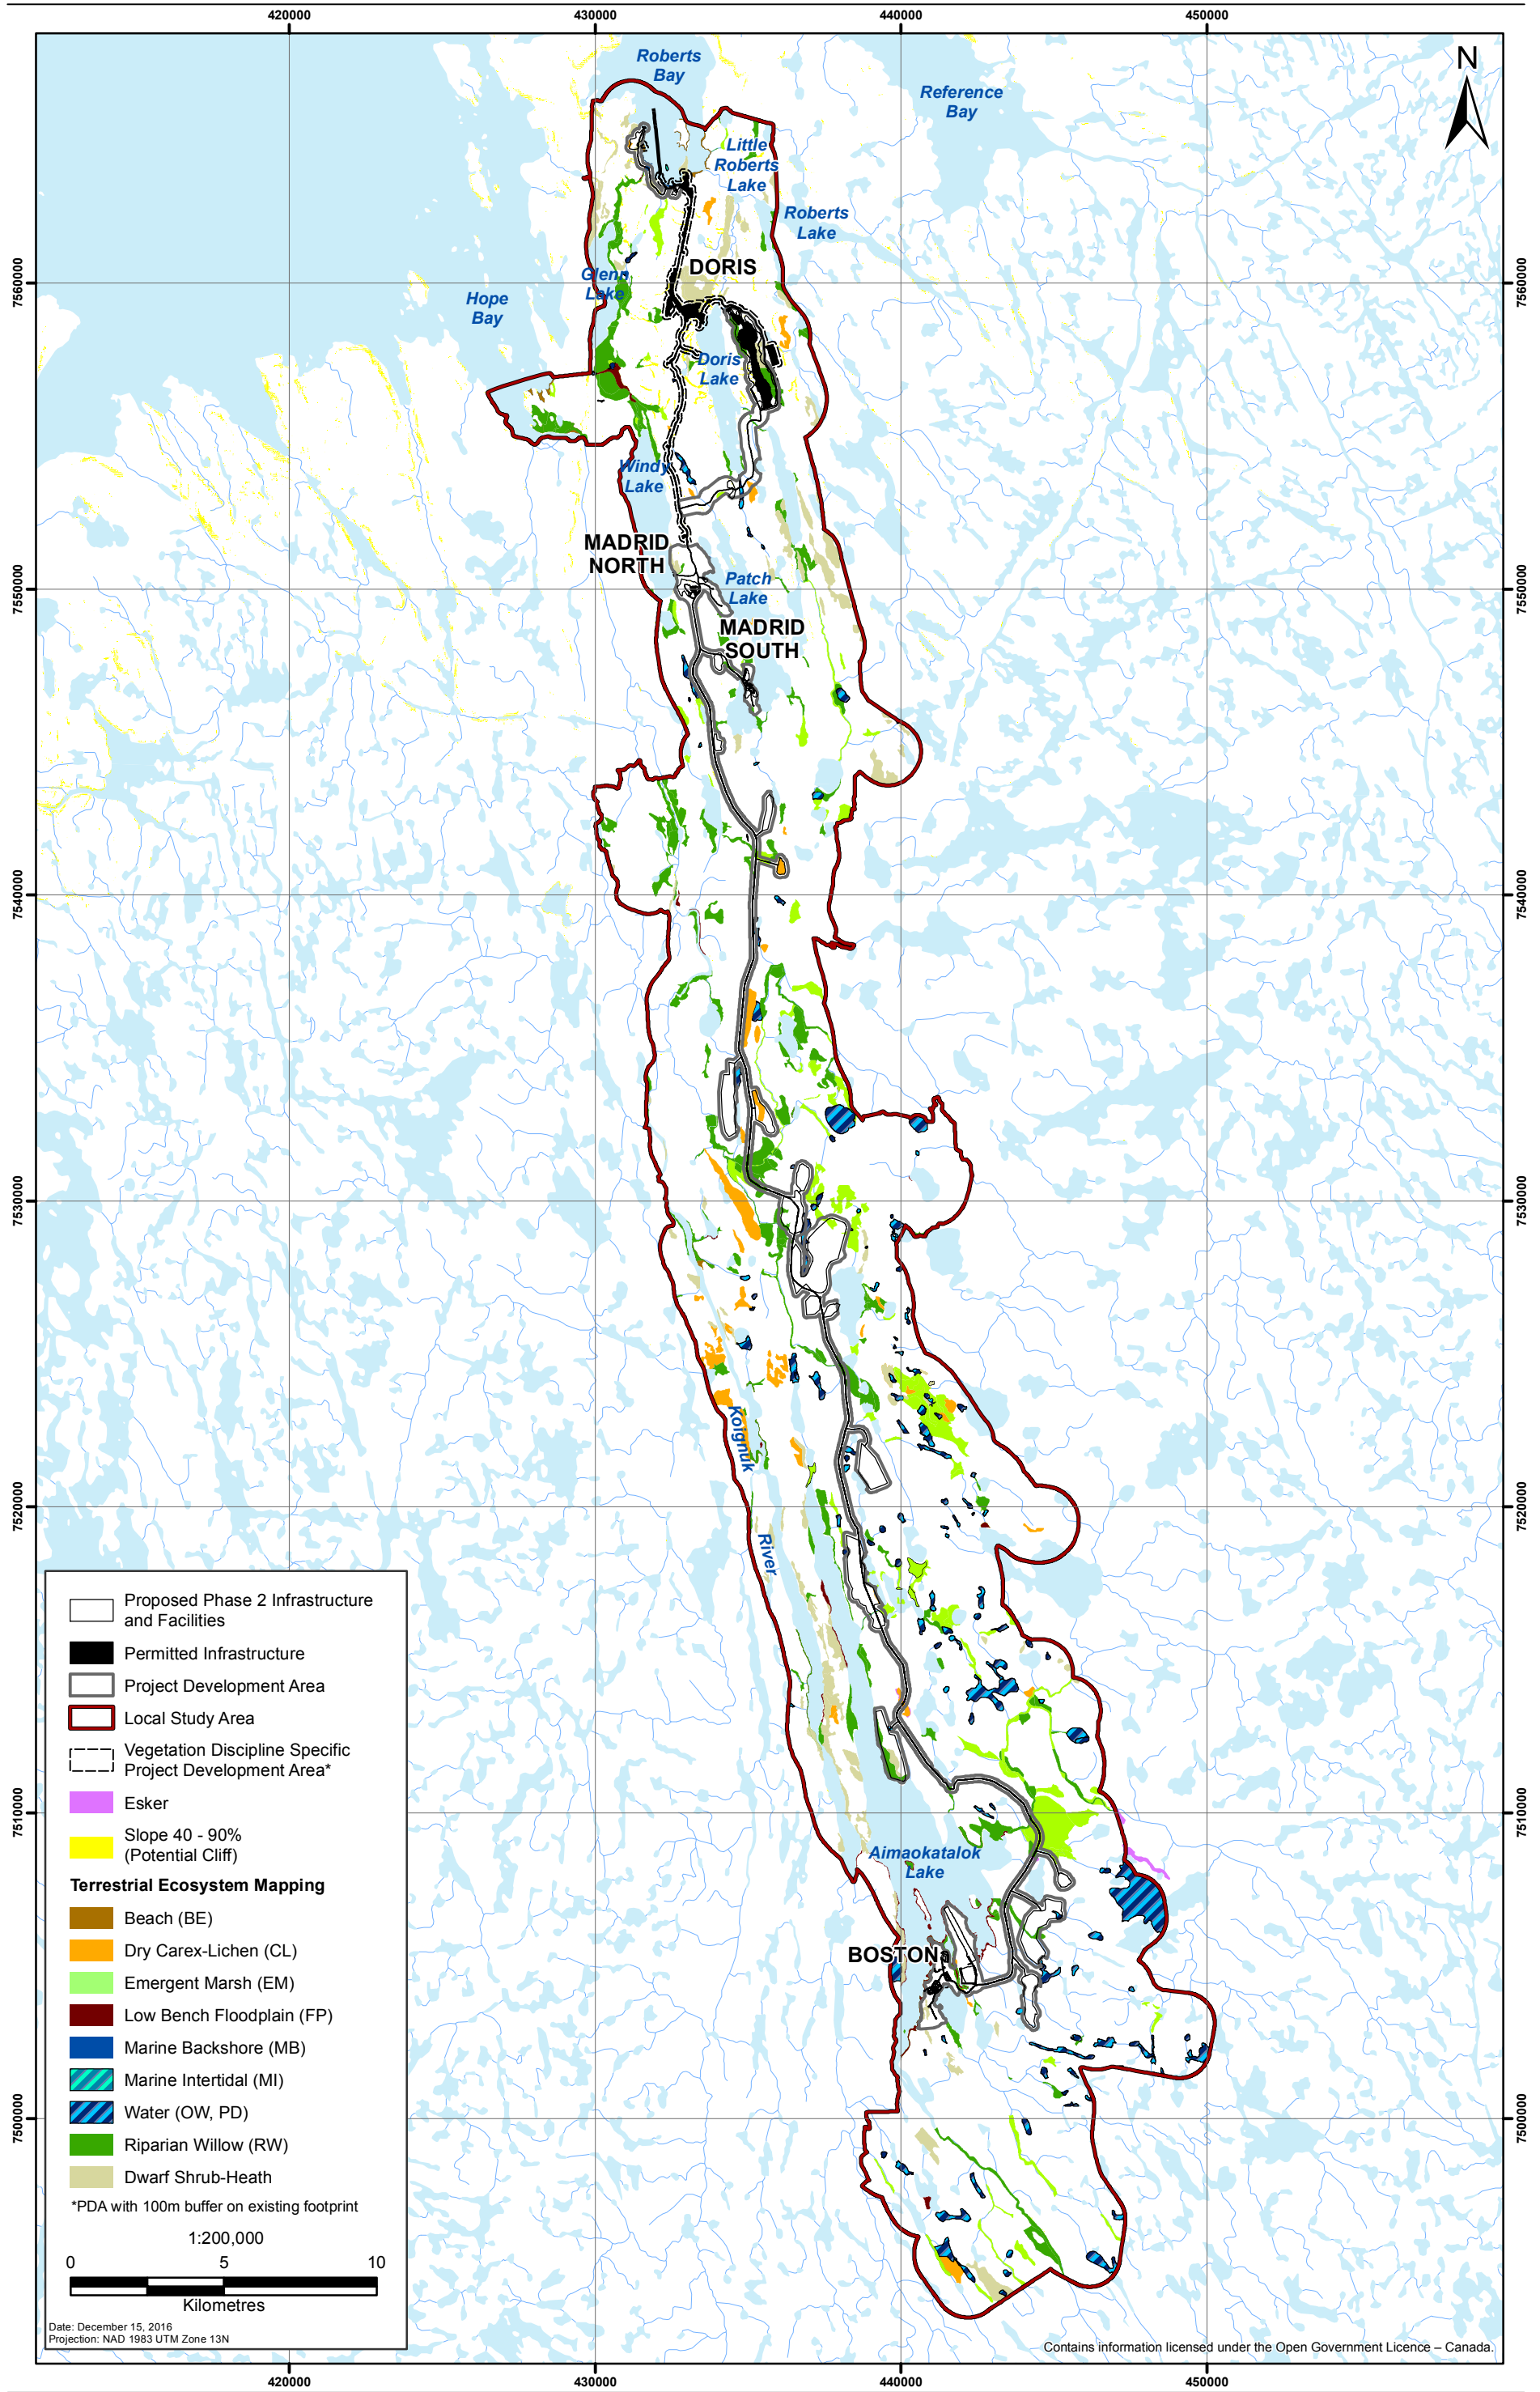 420000
430000
440000
450000
Roberts
Bay
Reference
Bay
N
Little
Roberts
Lake
Roberts
Lake
DORIS
7560000
7560000
Glenn
Lake
Hope
Bay
Doris
Lake
Windy
Lake
MADRID
NORTH
Patch
Lake
7550000
7550000
MADRID
SOUTH
7540000
7540000
7530000
7530000
Koignuk
River
7520000
7520000
Proposed Phase 2 Infrastructure
and Facilities
Permitted Infrastructure
Project Development Area
Local Study Area
Vegetation Discipline Specific
Project Development Area*
Esker
Slope 40 - 90%
(Potential Cliff)
Terrestrial Ecosystem Mapping
Beach (BE)
Dry Carex-Lichen (CL)
Emergent Marsh (EM)
Low Bench Floodplain (FP)
Marine Backshore (MB)
Marine Intertidal (MI)
Water (OW, PD)
Riparian Willow (RW)
Dwarf Shrub-Heath
*PDA with 100m buffer on existing footprint
1:200,000
0 5 10
Kilometres
Date: December 15, 2016
Projection: NAD 1983 UTM Zone 13N
7510000
7510000
Aimaokatalok
Lake
BOSTON
7500000
7500000
Contains information licensed under the Open Government Licence – Canada.
420000
430000
440000
450000